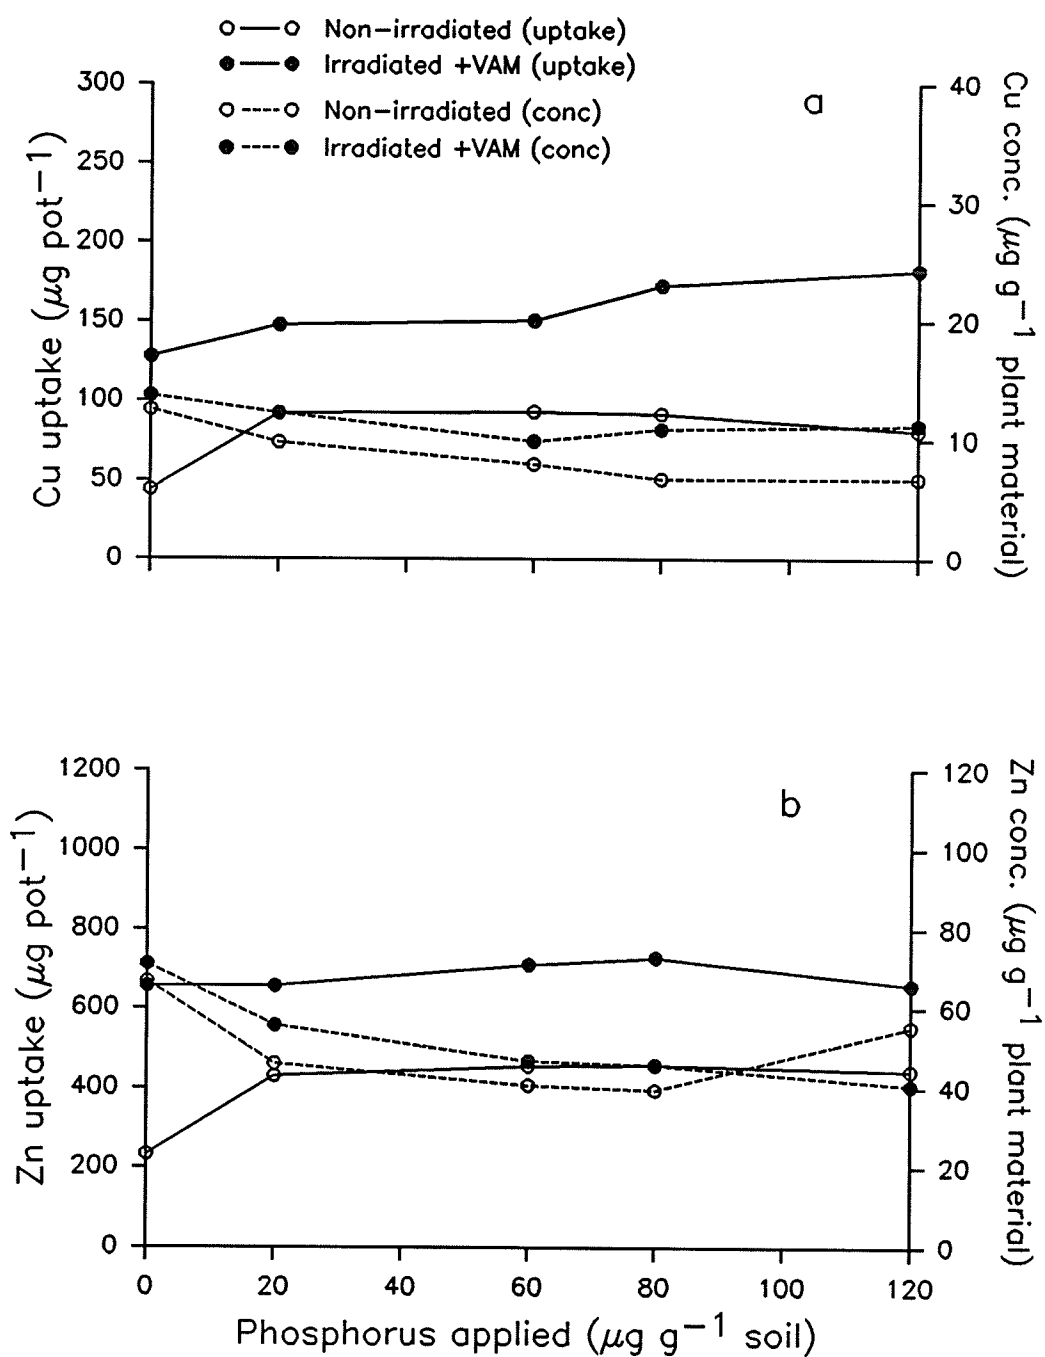 Non-irradiated (uptake)
Irradiated +VAM (uptake)
Non-irradiated (conc)
Irradiated +VAM (conc)
a
300
250
200
150
100
50
0
Cu uptake (μg pot⁻¹)
40
30
20
10
0
Cu conc. (μg g⁻¹ plant material)
b
1200
1000
800
600
400
200
0
Zn uptake (μg pot⁻¹)
120
100
80
60
40
20
0
Zn conc. (μg g⁻¹ plant material)
0 20 40 60 80 100 120
Phosphorus applied (μg g⁻¹ soil)